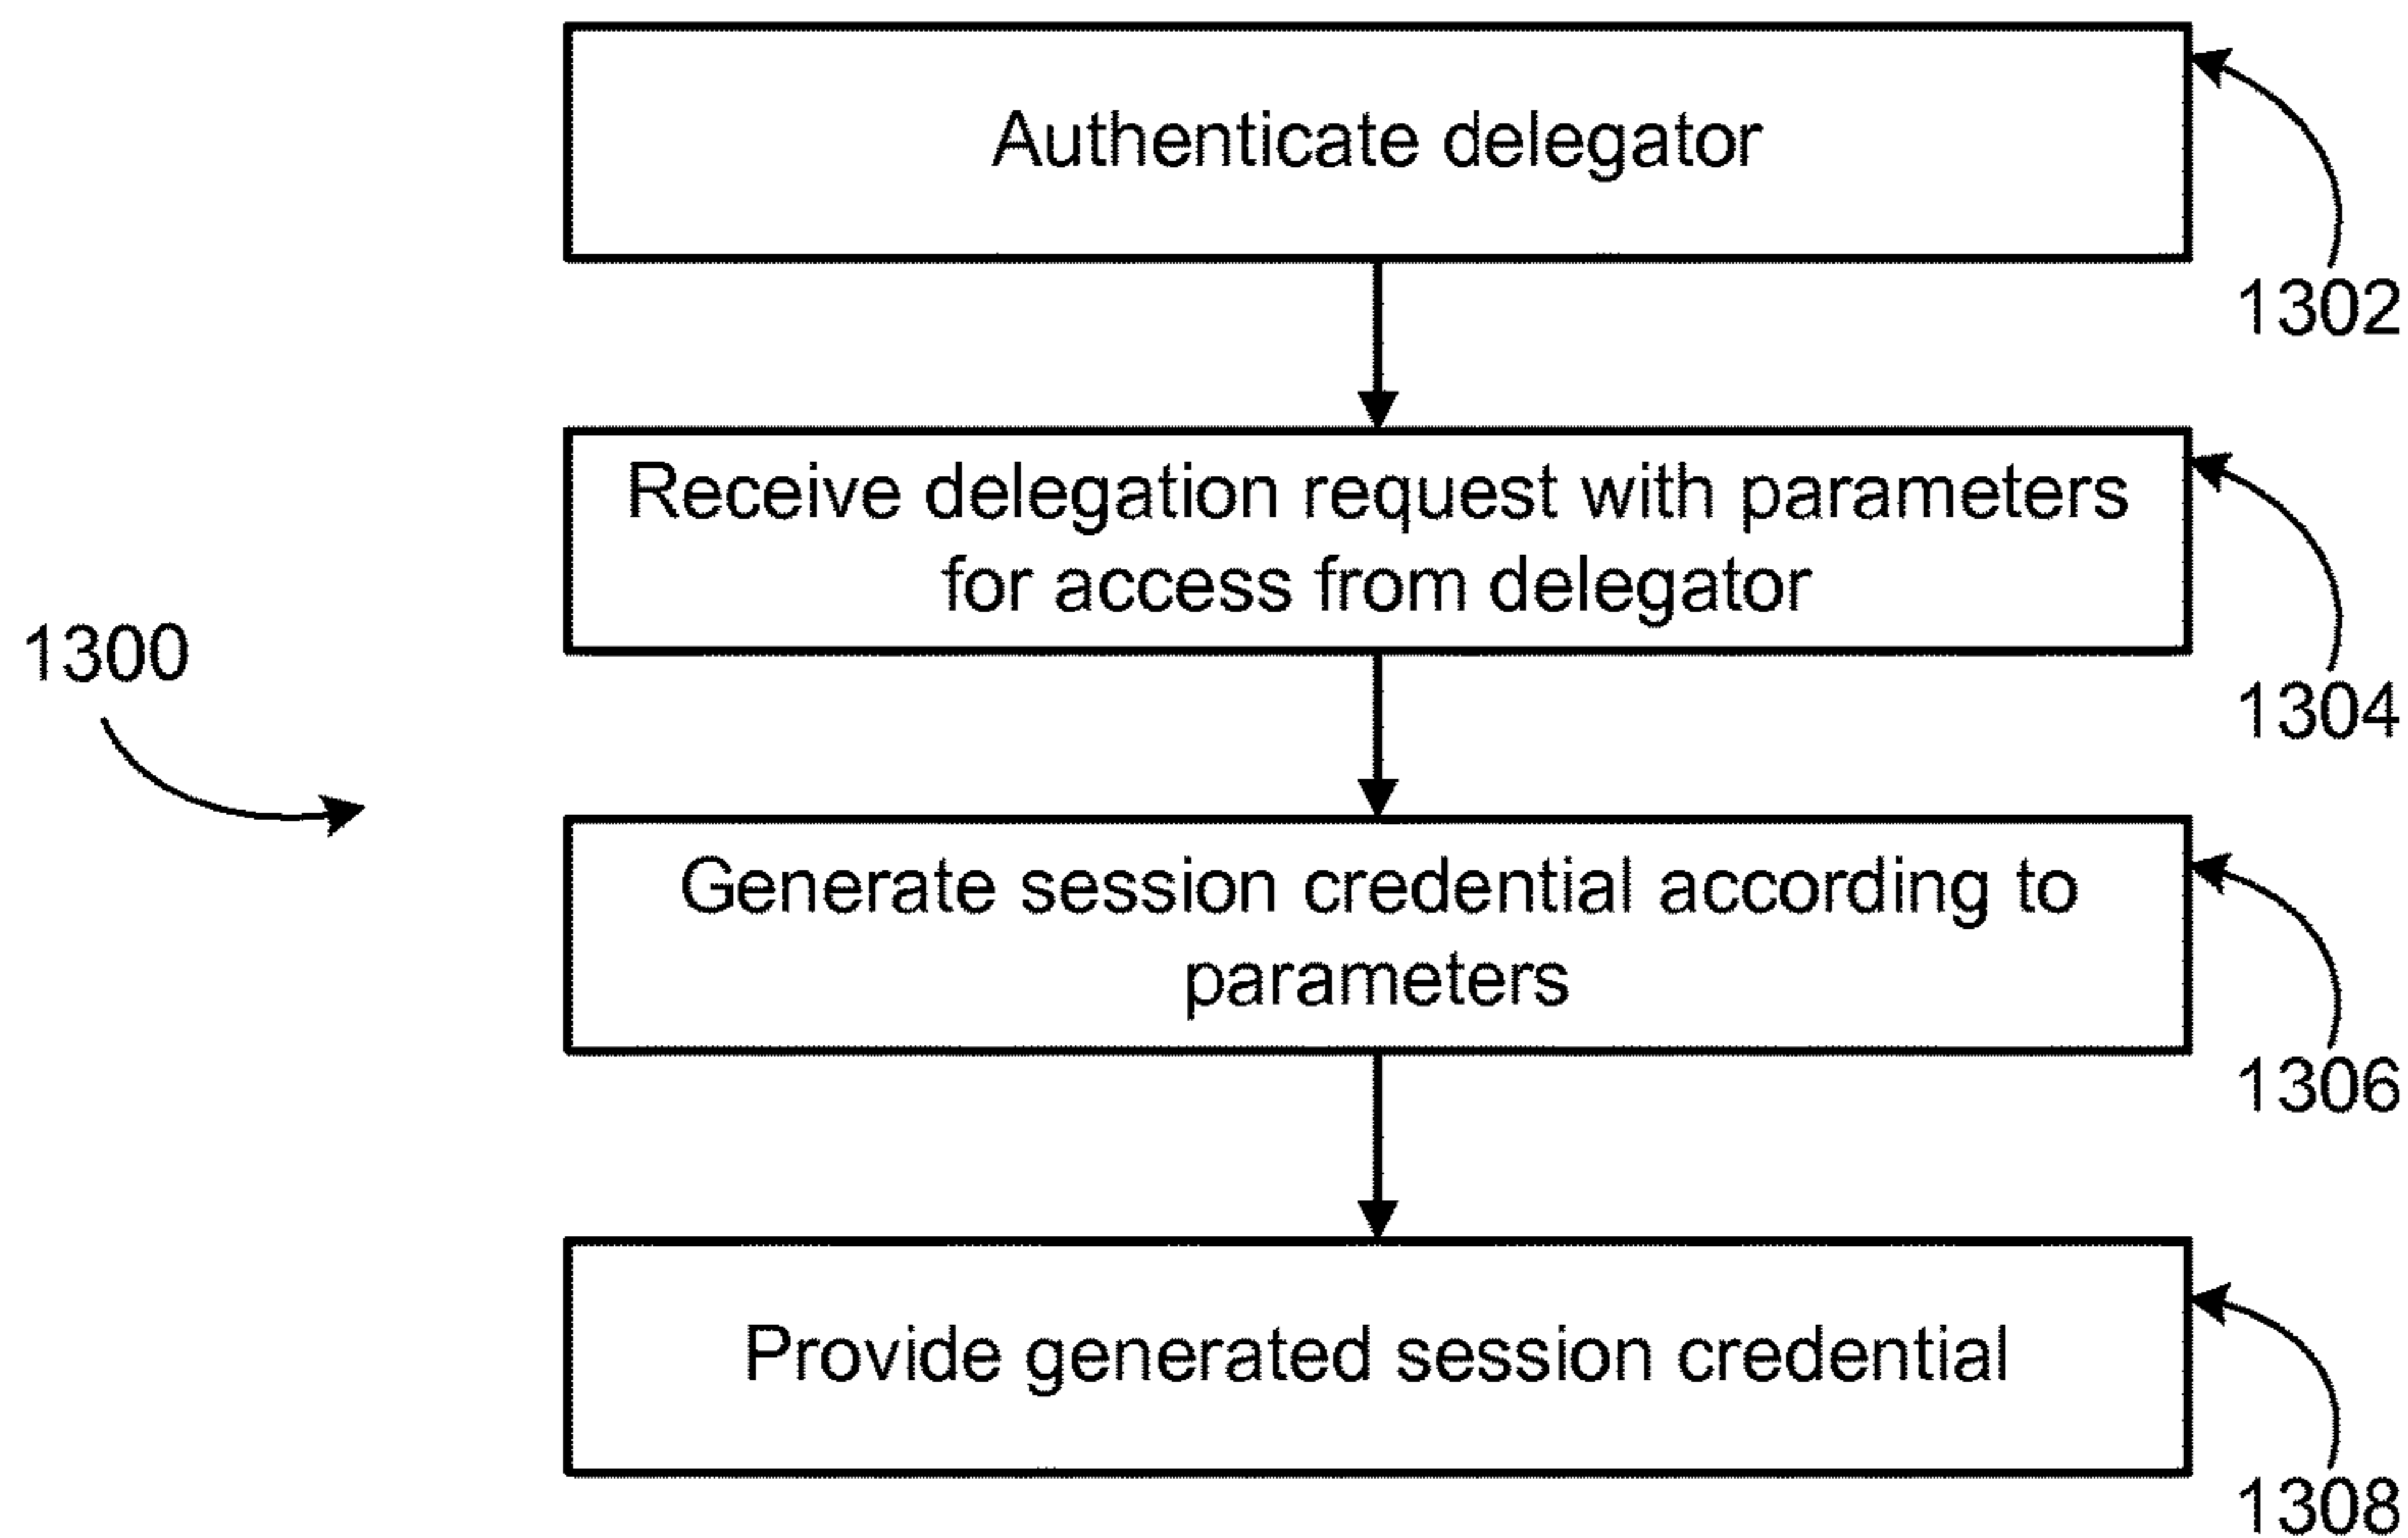 Authenticate delegator
1302
Receive delegation request with parameters
for access from delegator
1300
1304
Generate session credential according to
parameters
1306
Provide generated session credential
1308